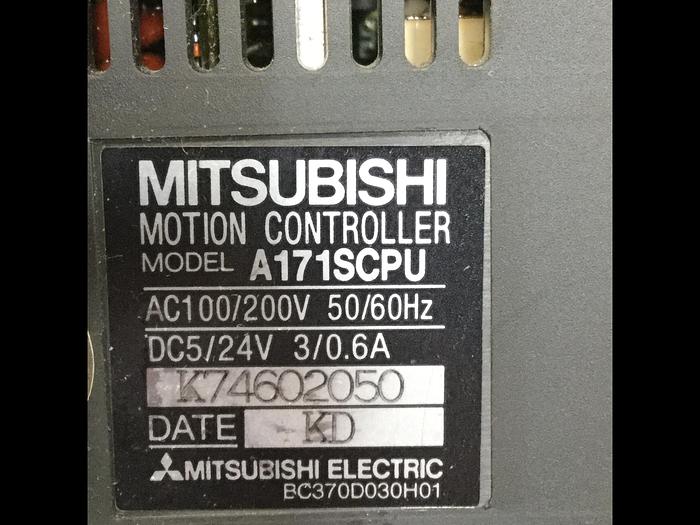 MITSUBISHI
MOTION CONTROLLER
MODEL A171SCPU
AC100/200V 50/60Hz
DC5/24V 3/0.6A
K74602050
DATE KD
MITSUBISHI ELECTRIC
BC370D030H01